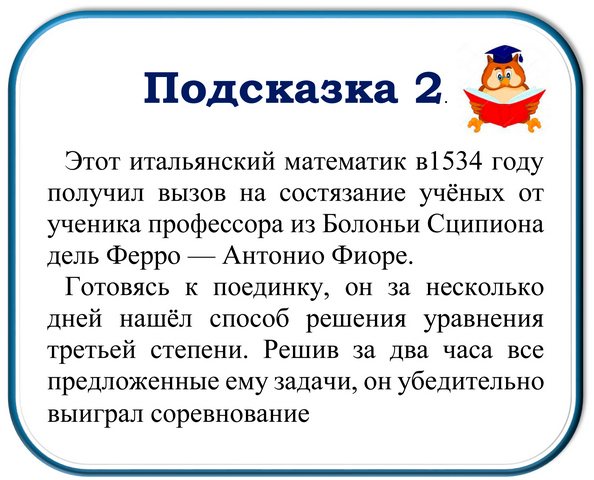 Подсказка 2.
Этот итальянский математик в1534 году
получил вызов на состязание учёных от
ученика профессора из Болоньи Сципиона
дель Ферро — Антонио Фиоре.
Готовясь к поединку, он за несколько
дней нашёл способ решения уравнения
третьей степени. Решив за два часа все
предложенные ему задачи, он убедительно
выиграл соревнование